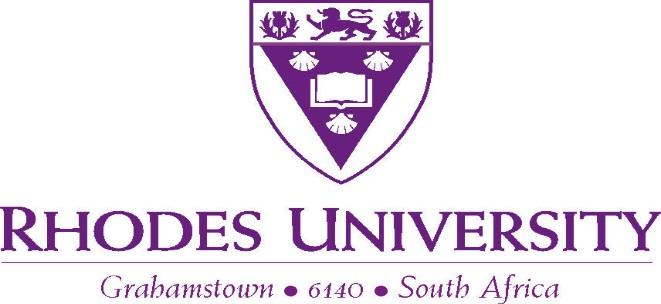 RHODES UNIVERSITY
Grahamstown • 6140 • South Africa